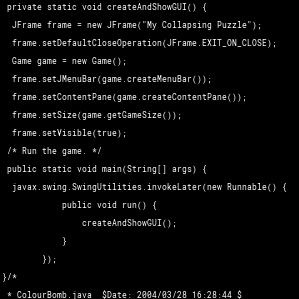 private static void createAndShowGUI() {
JFrame frame = new JFrame("My Collapsing Puzzle");
frame.setDefaultCloseOperation(JFrame.EXIT_ON_CLOSE);
Game game = new Game();
frame.setJMenuBar(game.createMenuBar());
frame.setContentPane(game.createContentPane());
frame.setSize(game.getGameSize());
frame.setVisible(true);
/* Run the game. */
public static void main(String[] args) {
javax.swing.SwingUtilities.invokeLater(new Runnable() {
public void run() {
createAndShowGUI();
}
});
}/*
* ColourBomb.java $Date: 2004/03/28 16:28:44 $